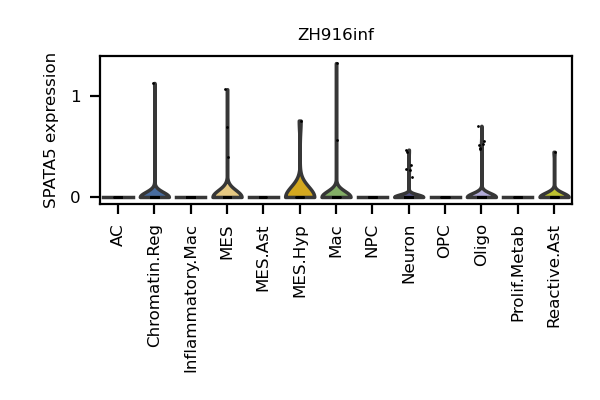 ZH916inf
SPATA5 expression
1
0
AC
Chromatin.Reg
Inflammatory.Mac
MES
MES.Ast
MES.Hyp
Mac
NPC
Neuron
OPC
Oligo
Prolif.Metab
Reactive.Ast